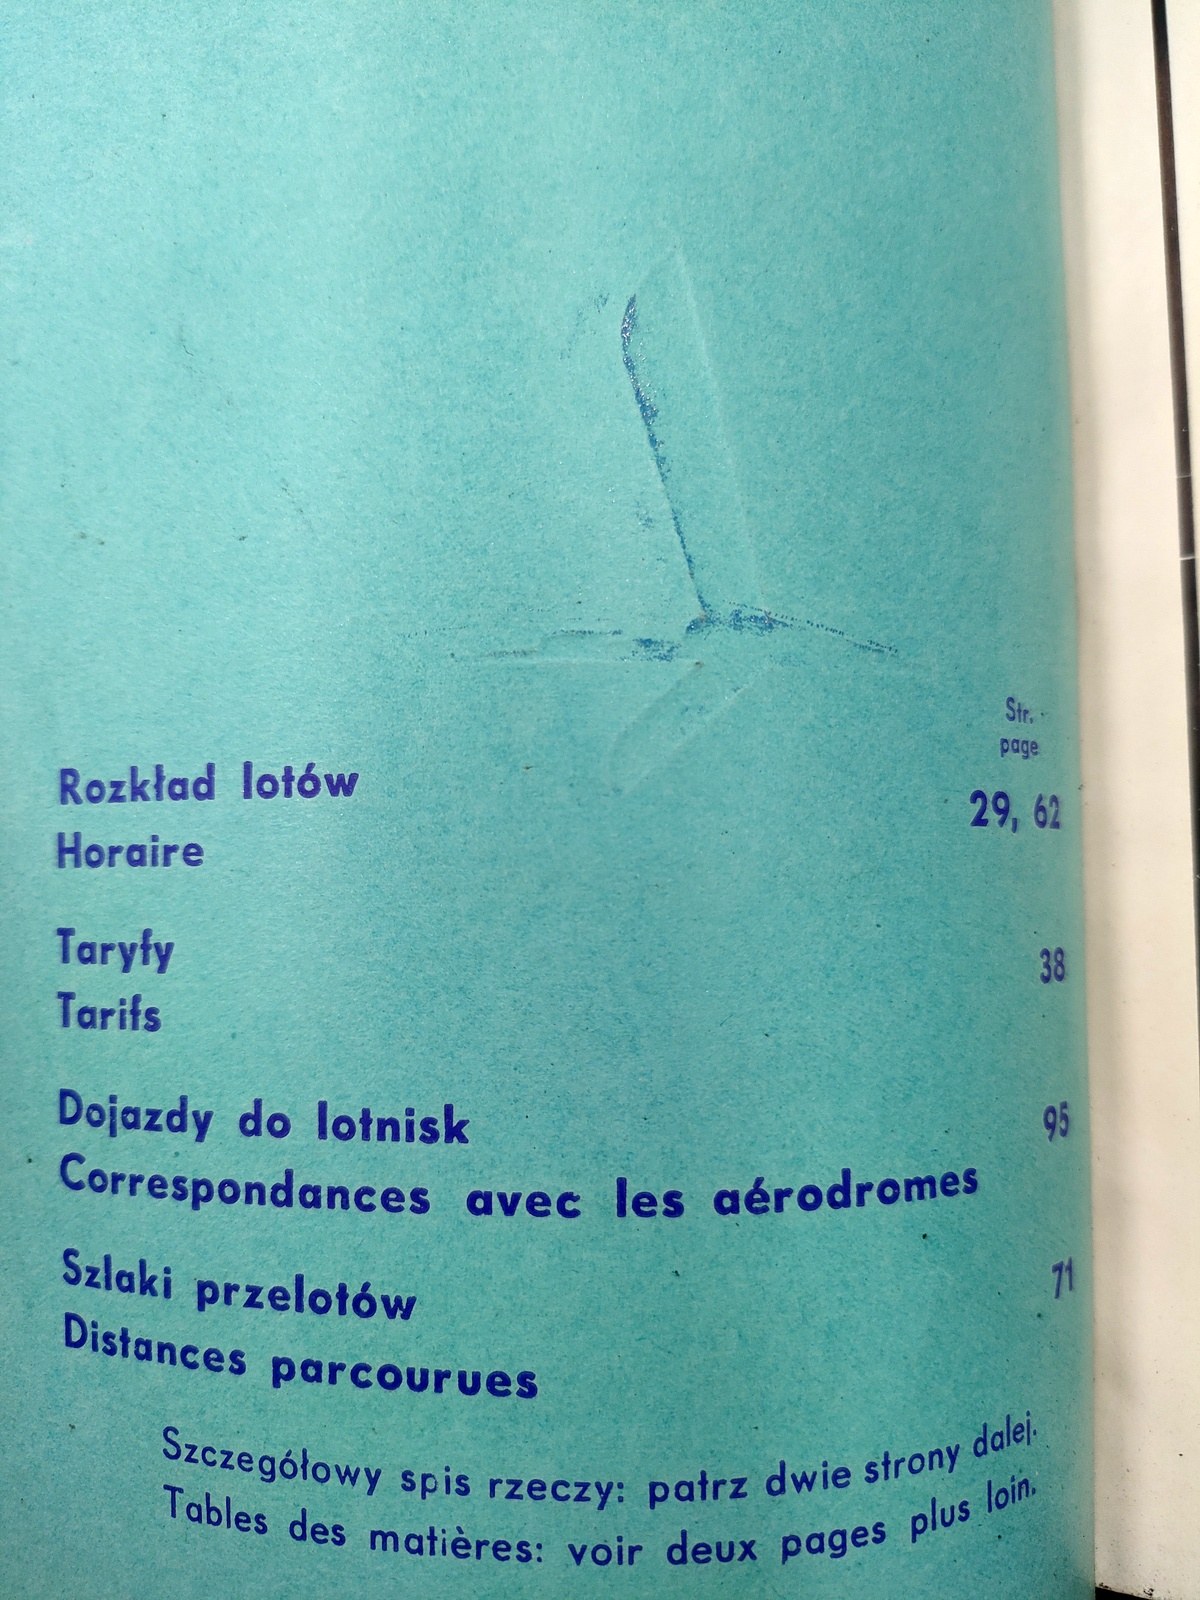 Str.
page
Rozkład lotów 29, 62
Horaire
Taryfy 38
Tarifs
Dojazdy do lotnisk 95
Correspondances avec les aérodromes
Szlaki przelotów 71
Distances parcourues
Szczegółowy spis rzeczy: patrz dwie strony dalej.
Tables des matières: voir deux pages plus loin.